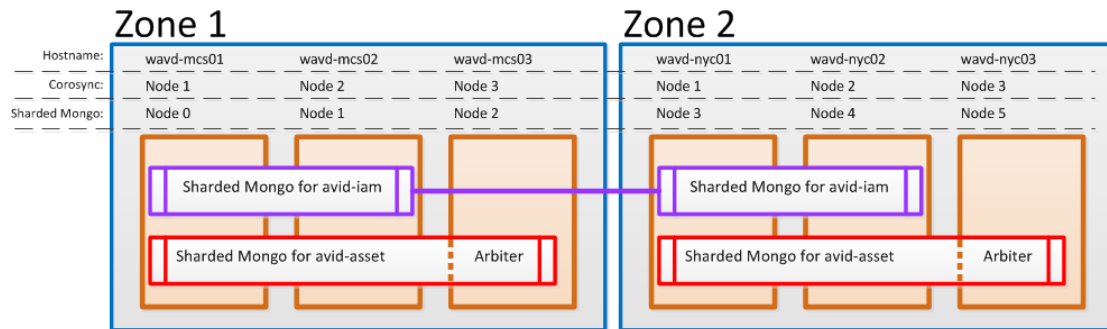 Zone 1 Zone 2
Hostname: wavd-mcs01 wavd-mcs02 wavd-mcs03 wavd-nyc01 wavd-nyc02 wavd-nyc03
Corosync: Node 1 Node 2 Node 3 Node 1 Node 2 Node 3
Sharded Mongo: Node 0 Node 1 Node 2 Node 3 Node 4 Node 5
Sharded Mongo for avid-iam Sharded Mongo for avid-iam
Sharded Mongo for avid-asset Arbiter Sharded Mongo for avid-asset Arbiter